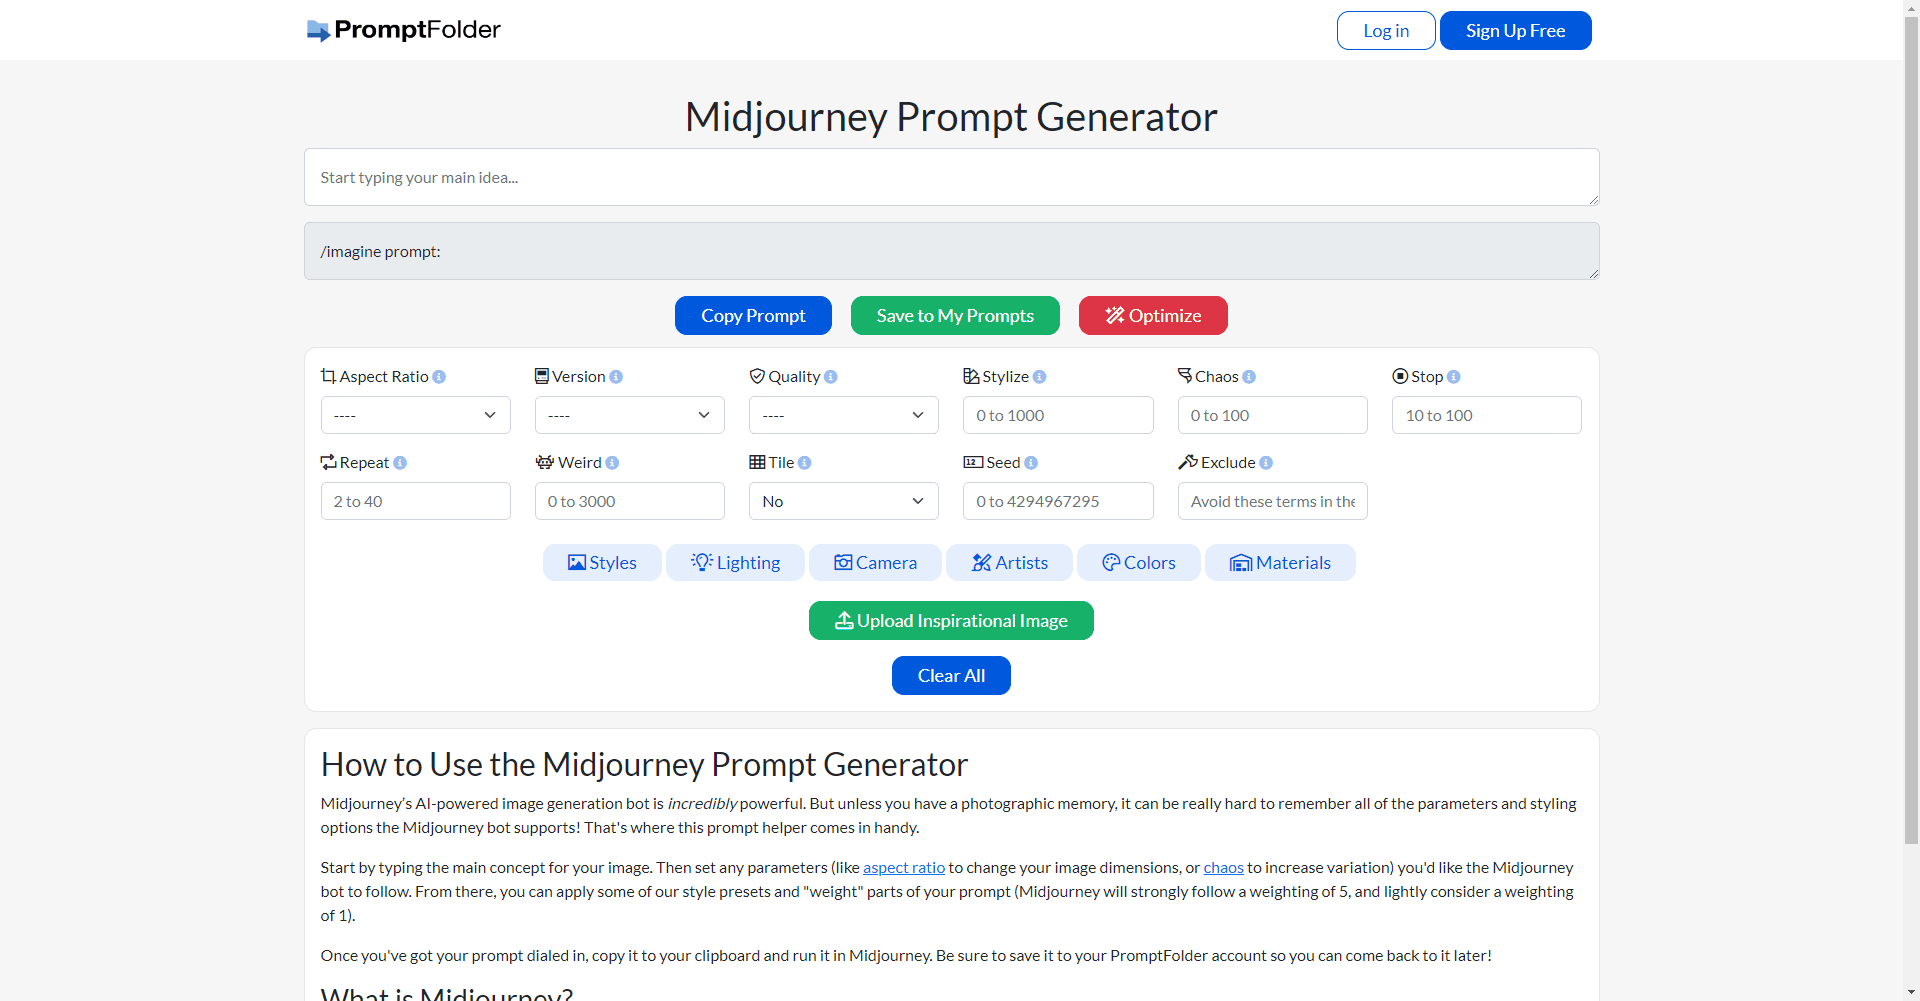 PromptFolder
Log in
Sign Up Free
Midjourney Prompt Generator
Start typing your main idea...
/imagine prompt:
Copy Prompt
Save to My Prompts
Optimize
Aspect Ratio
Version
Quality
Stylize
Chaos
Stop
----
----
----
0 to 1000
0 to 100
10 to 100
Repeat
Weird
Tile
12 Seed
Exclude
2 to 40
0 to 3000
No
0 to 4294967295
Avoid these terms in the
Styles
Lighting
Camera
Artists
Colors
Materials
Upload Inspirational Image
Clear All
How to Use the Midjourney Prompt Generator
Midjourney's AI-powered image generation bot is incredibly powerful. But unless you have a photographic memory, it can be really hard to remember all of the parameters and styling
options the Midjourney bot supports! That's where this prompt helper comes in handy.
Start by typing the main concept for your image. Then set any parameters (like aspect ratio to change your image dimensions, or chaos to increase variation) you'd like the Midjourney
bot to follow. From there, you can apply some of our style presets and "weight" parts of your prompt (Midjourney will strongly follow a weighting of 5, and lightly consider a weighting
of 1).
Once you've got your prompt dialed in, copy it to your clipboard and run it in Midjourney. Be sure to save it to your PromptFolder account so you can come back to it later!
What is Midjourney?